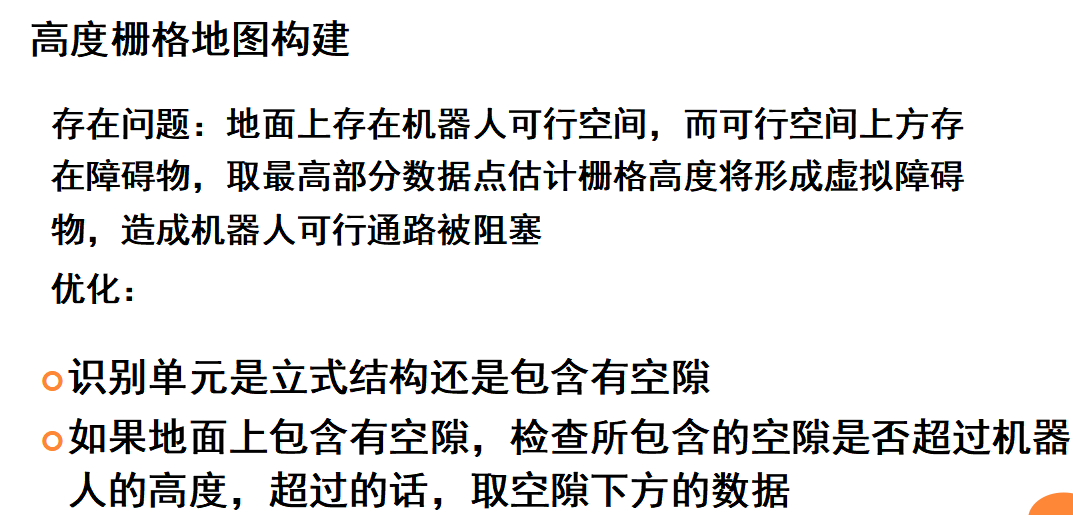 高度栅格地图构建
存在问题：地面上存在机器人可行空间，而可行空间上方存
在障碍物，取最高部分数据点估计栅格高度将形成虚拟障碍
物，造成机器人可行通路被阻塞
优化：
识别单元是立式结构还是包含有空隙
如果地面上包含有空隙，检查所包含的空隙是否超过机器
人的高度，超过的话，取空隙下方的数据